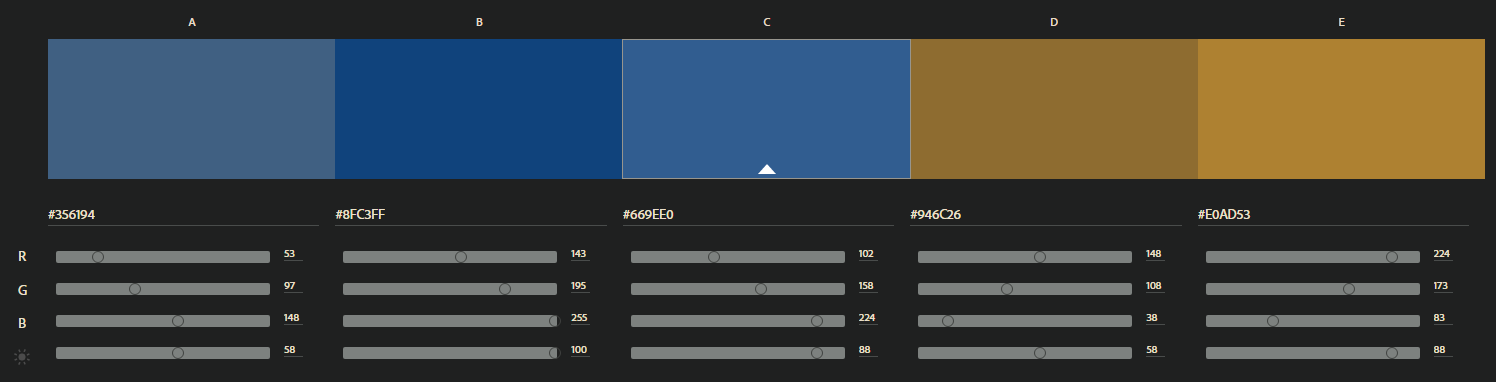 A B C D E
#356194 #8FC3FF #669EE0 #946C26 #E0AD53
R 53 143 102 148 224
G 97 195 158 108 173
B 148 255 224 38 83
58 100 88 58 88